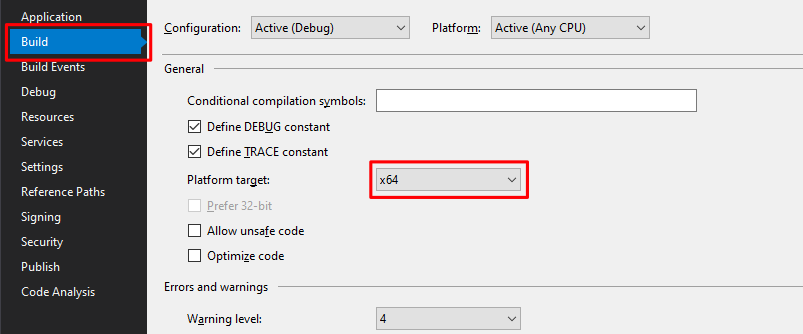 Application
Build
Build Events
Debug
Resources
Services
Settings
Reference Paths
Signing
Security
Publish
Code Analysis
Configuration: Active (Debug) Platform: Active (Any CPU)
General
Conditional compilation symbols:
Define DEBUG constant
Define TRACE constant
Platform target: x64
Prefer 32-bit
Allow unsafe code
Optimize code
Errors and warnings
Warning level: 4